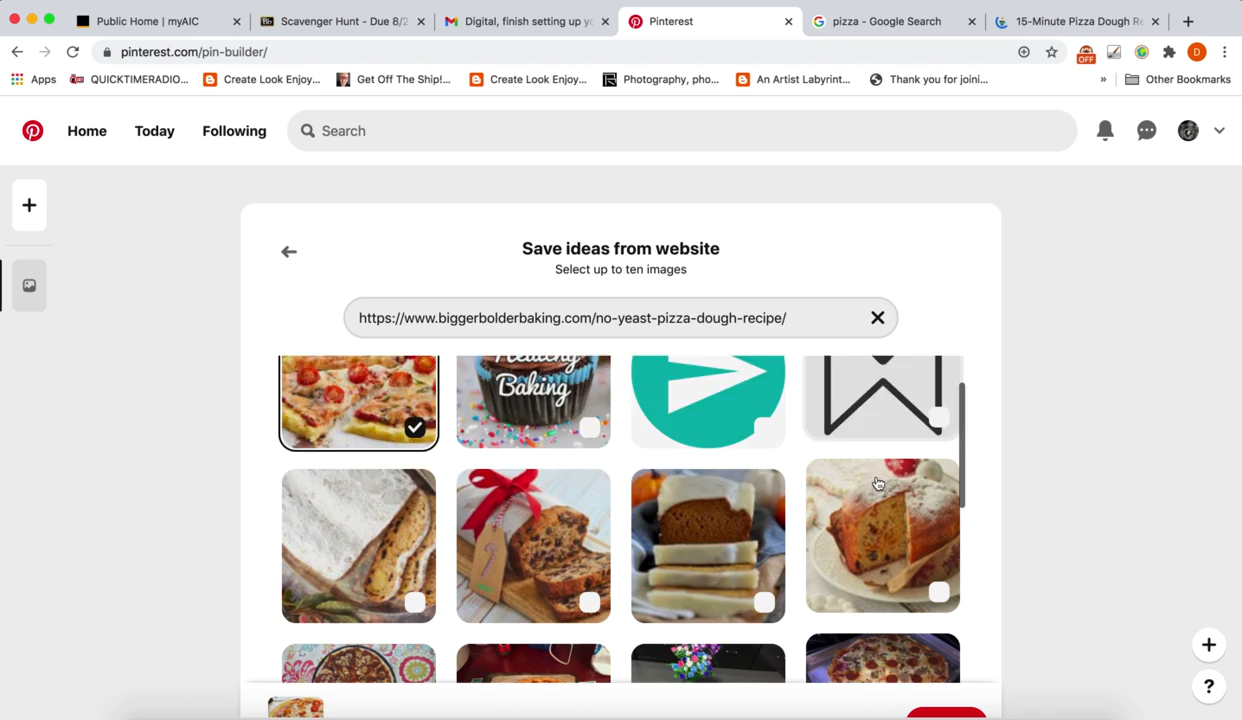 Public Home | myAIC
Scavenger Hunt - Due 8/2
Digital, finish setting up yo
Pinterest
pizza - Google Search
15-Minute Pizza Dough Re
pinterest.com/pin-builder/
OFF
D
Apps
QUICKTIMERADIO...
Create Look Enjoy...
Get Off The Ship!...
Create Look Enjoy...
Photography, pho...
An Artist Labyrint...
Thank you for joini...
»
Other Bookmarks
Home
Today
Following
Search
Save ideas from website
Select up to ten images
https://www.biggerbolderbaking.com/no-yeast-pizza-dough-recipe/
Healthy
Baking